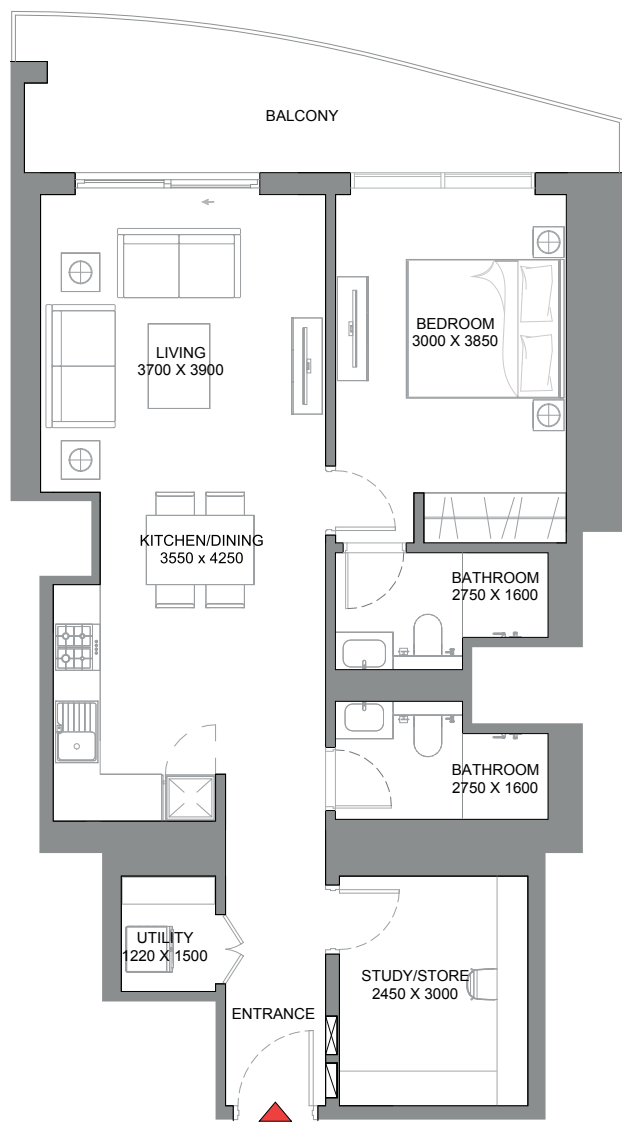 BALCONY
LIVING
3700 X 3900
BEDROOM
3000 X 3850
KITCHEN/DINING
3550 x 4250
BATHROOM
2750 X 1600
BATHROOM
2750 X 1600
UTILITY
1220 X 1500
STUDY/STORE
2450 X 3000
ENTRANCE